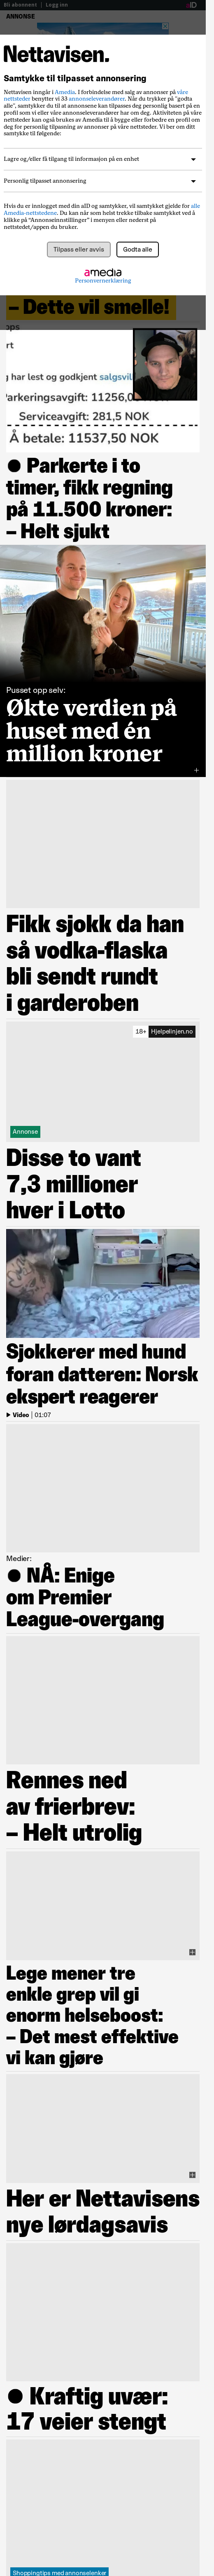 Bli abonnent | Logg inn
aID
ANNONSE
Nettavisen.
Samtykke til tilpasset annonsering
Nettavisen inngår i Amedia. I forbindelse med salg av annonser på våre
nettsteder benytter vi 33 annonseleverandører. Når du trykker på "godta
alle", samtykker du til at annonsene kan tilpasses deg personlig, ut i fra en
profil som vi eller våre annonseleverandører har om deg. Aktiviteten på våre
nettsteder kan også brukes av Amedia til å bygge eller berike en profil om
deg for personlig tilpasning av annonser på våre nettsteder. Vi ber om ditt
samtykke til følgende:
Lagre og/eller få tilgang til informasjon på en enhet
Personlig tilpasset annonsering
Hvis du er innlogget med din aID og samtykker, vil samtykket gjelde for alle
Amedia-nettstedene. Du kan når som helst trekke tilbake samtykket ved å
klikke på “Annonseinnstillinger” i menyen eller nederst på
nettstedet/appen du bruker.
Tilpass eller avvis
Godta alle
amedia
Personvernerklæring
– Dette vil smelle!
g har lest og godkjent salgsvil
Parkeringsavgift: 11256,0
Serviceavgift: 281,5 NOK
Å betale: 11537,50 NOK
● Parkerte i to
timer, fikk regning
på 11.500 kroner:
– Helt sjukt
Pusset opp selv:
Økte verdien på
huset med én
million kroner
Fikk sjokk da han
så vodka-flaska
bli sendt rundt
i garderoben
18+ Hjelpelinjen.no
Annonse
Disse to vant
7,3 millioner
hver i Lotto
Sjokkerer med hund
foran datteren: Norsk
ekspert reagerer
Video | 01:07
Medier:
● NÅ: Enige
om Premier
League-overgang
Rennes ned
av frierbrev:
– Helt utrolig
Lege mener tre
enkle grep vil gi
enorm helseboost:
– Det mest effektive
vi kan gjøre
Her er Nettavisens
nye lørdagsavis
● Kraftig uvær:
17 veier stengt
Shoppingtips med annonselenker